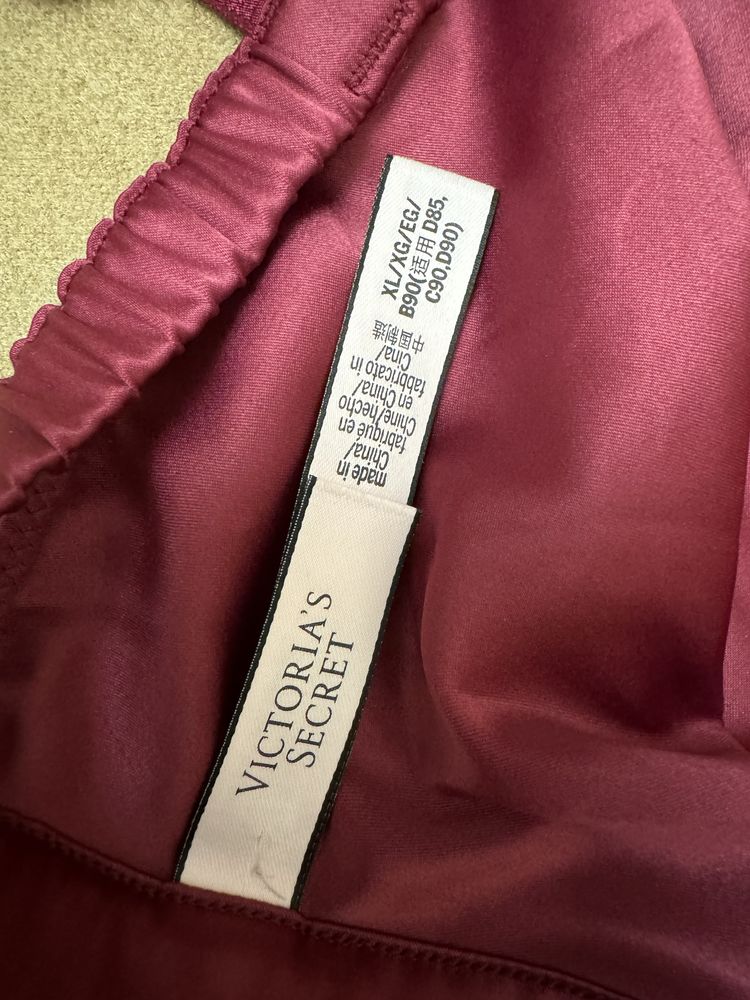 XL/XG/EG/
B90(适用 D85,
C90,D90)
中国制造
Cina/
fabbricato in
en China/
Chine/hecho
fabriqué en
China/
made in
VICTORIA'S
SECRET